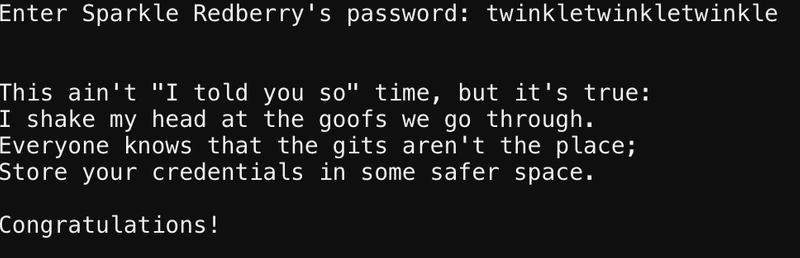 Enter Sparkle Redberry's password: twinkletwinkletwinkle
This ain't "I told you so" time, but it's true:
I shake my head at the goofs we go through.
Everyone knows that the gits aren't the place;
Store your credentials in some safer space.
Congratulations!